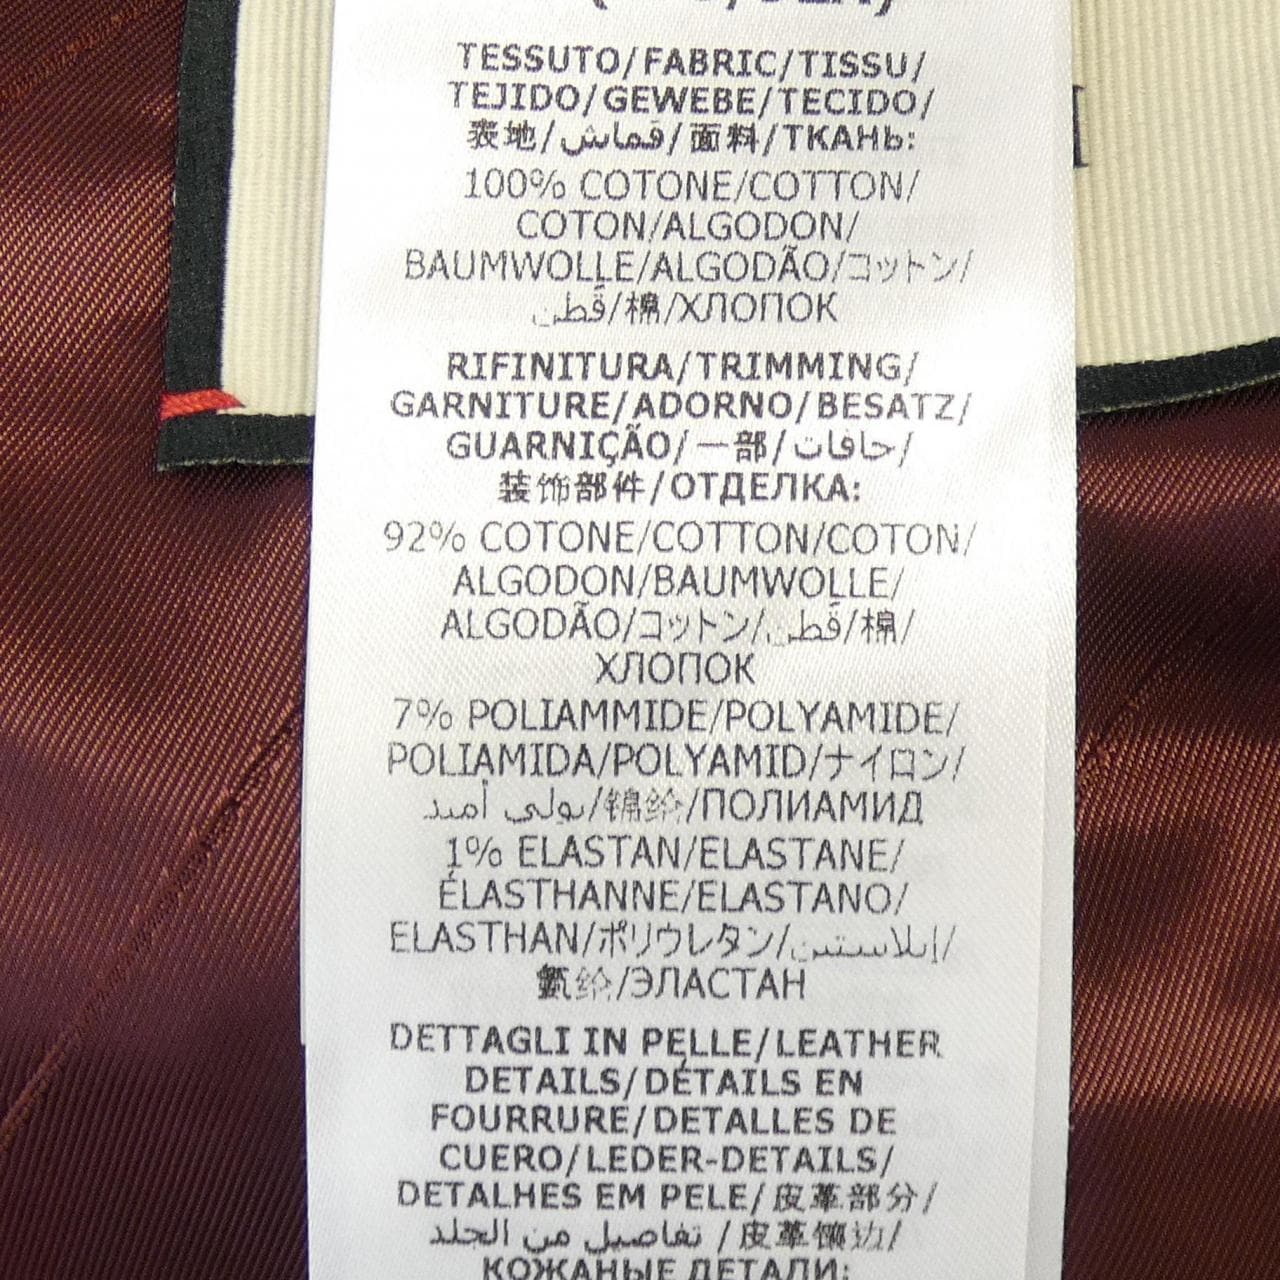 TESSUTO/FABRIC/TISSU/
TEJIDO/GEWEBE/TECIDO/
表地/قماش/面料/ТКАНЬ:
100% COTONE/COTTON/
COTON/ALGODON/
BAUMWOLLE/ALGODÃO/コットン/
قطن/棉/ХЛОПОК
RIFINITURA/TRIMMING/
GARNITURE/ADORNO/BESATZ/
GUARNIÇÃO/一部/حافات/
装饰部件/ОТДЕЛКА:
92% COTONE/COTTON/COTON/
ALGODON/BAUMWOLLE/
ALGODÃO/コットン/قطن/棉/
ХЛОПОК
7% POLIAMMIDE/POLYAMIDE/
POLIAMIDA/POLYAMID/ナイロン/
بولي أميد/锦纶/ПОЛИАМИД
1% ELASTAN/ELASTANE/
ÉLASTHANNE/ELASTANO/
ELASTHAN/ポリウレタン/إيلاستين/
氨纶/ЭЛАСТАН
DETTAGLI IN PELLE/LEATHER
DETAILS/DÉTAILS EN
FOURRURE/DETALLES DE
CUERO/LEDER-DETAILS/
DETALHES EM PELE/皮革部分/
تفاصيل من الجلد/皮革镶边/
КОЖАНЫЕ ДЕТАЛИ: